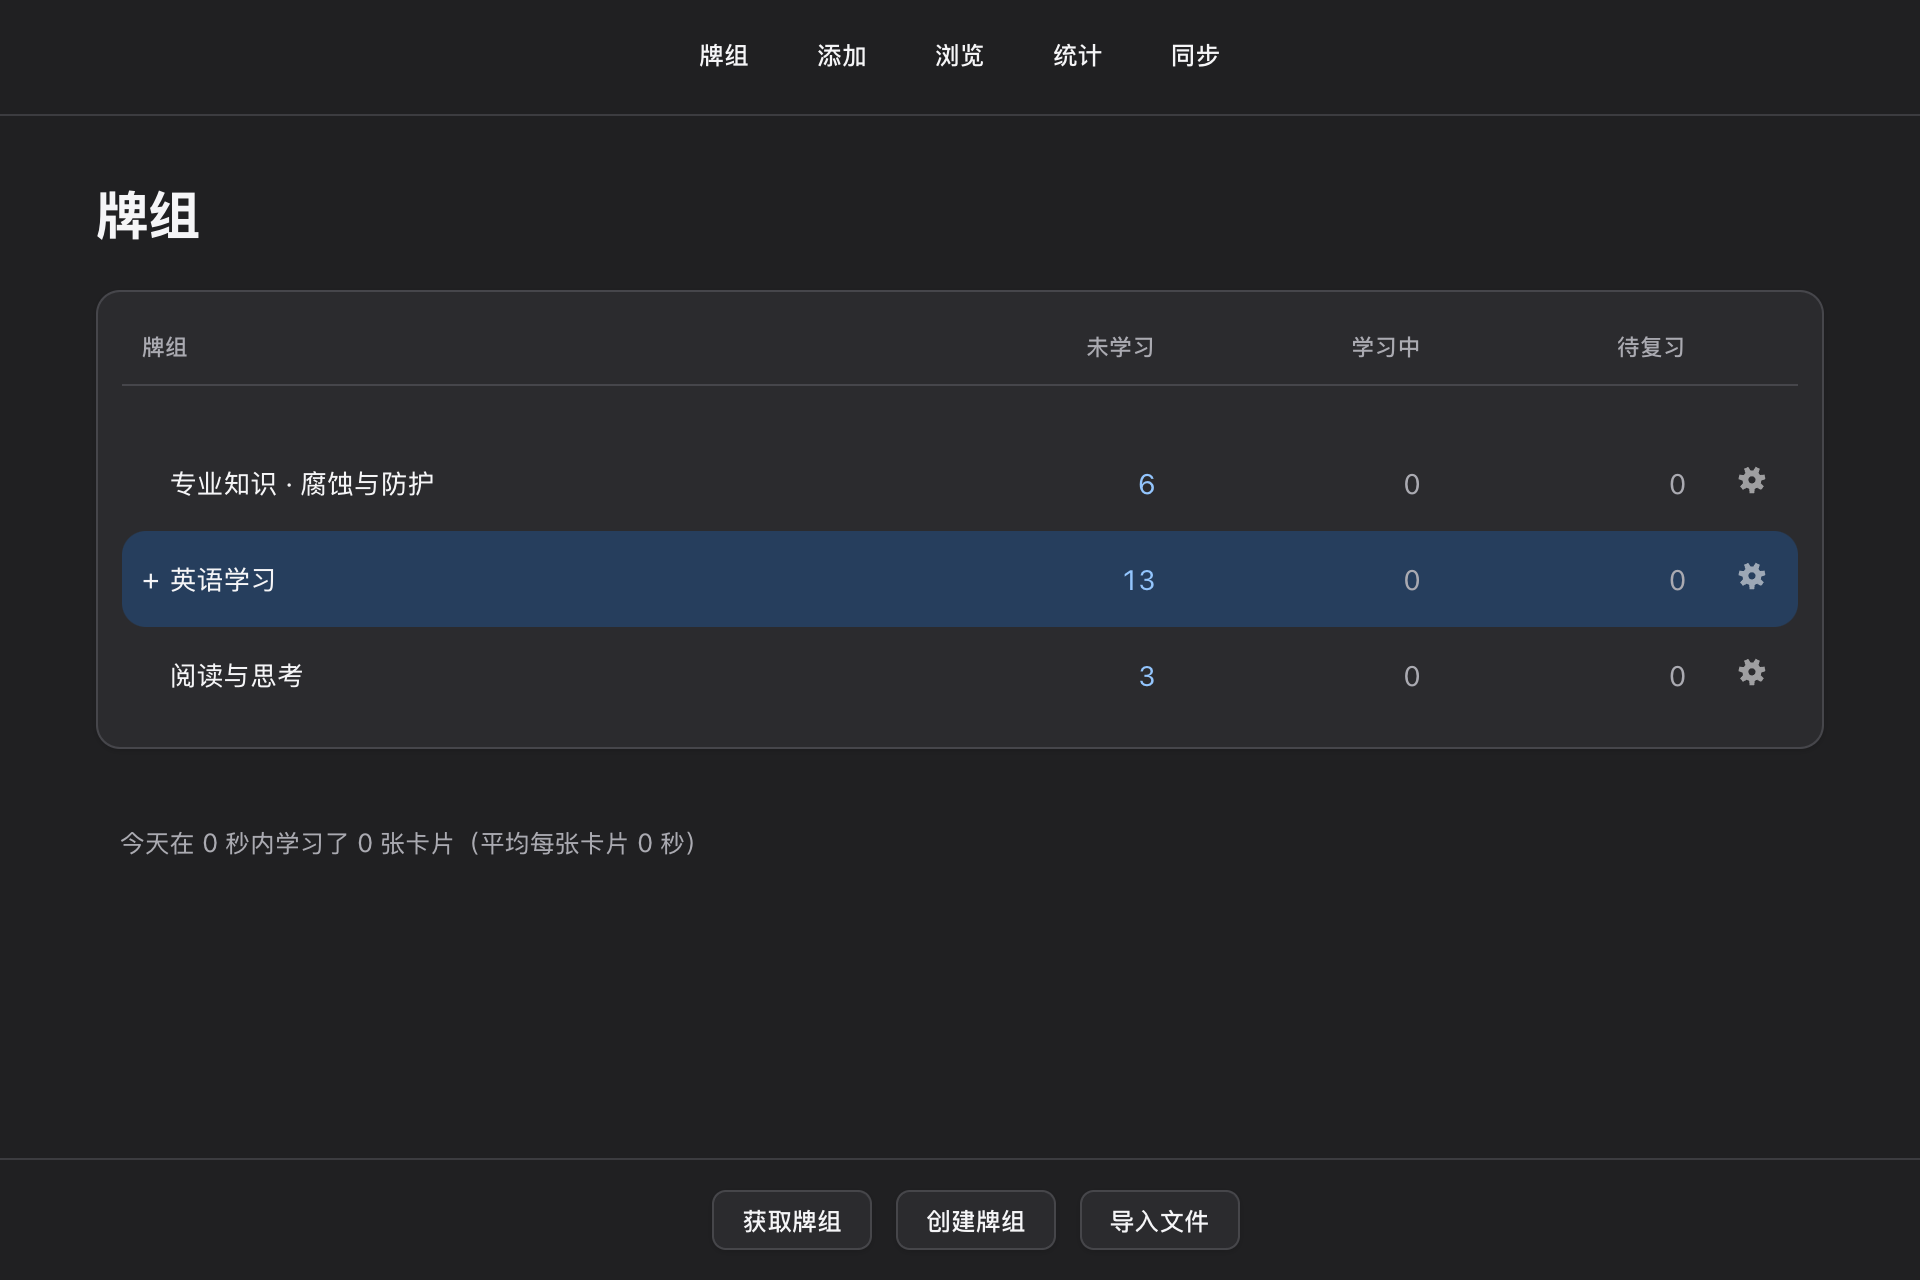 牌组 添加 浏览 统计 同步
牌组
牌组 未学习 学习中 待复习
专业知识 · 腐蚀与防护 6 0 0
+ 英语学习 13 0 0
阅读与思考 3 0 0
今天在 0 秒内学习了 0 张卡片（平均每张卡片 0 秒）
获取牌组 创建牌组 导入文件